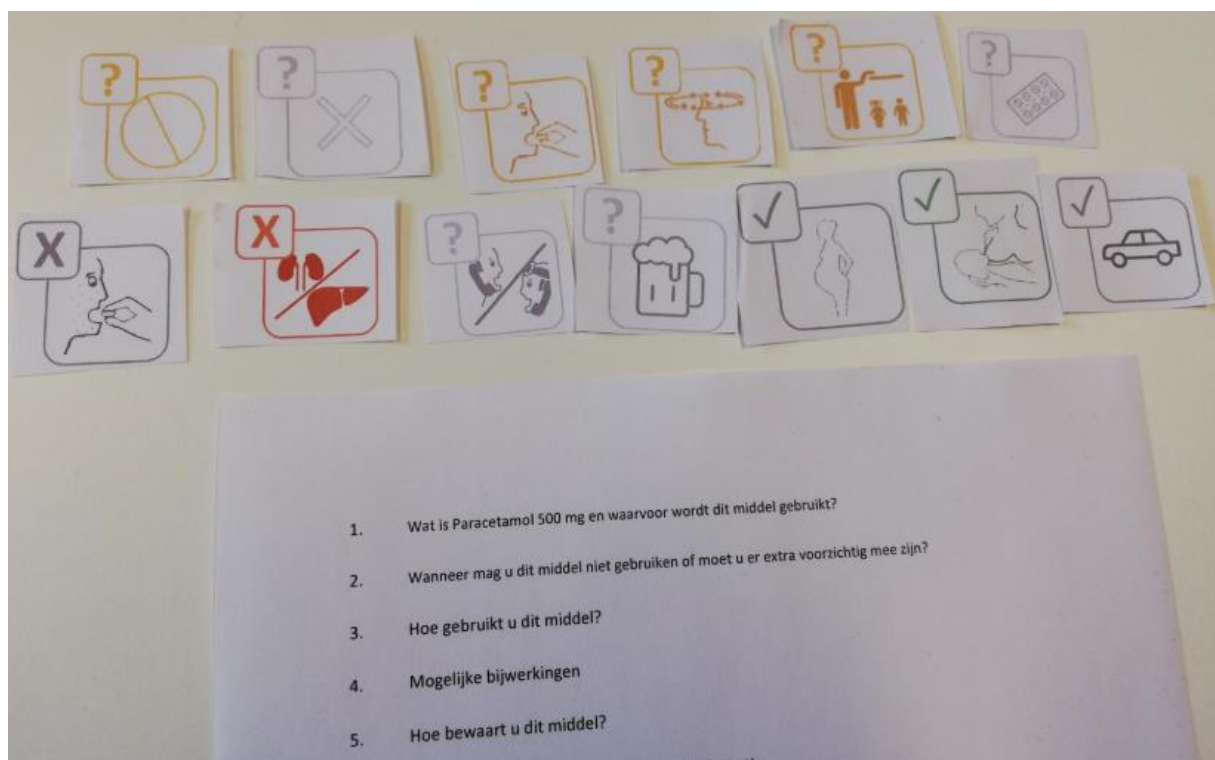 ?
?
?
?
?
?
X
X
?
?
1. Wat is Paracetamol 500 mg en waarvoor wordt dit middel gebruikt?
2. Wanneer mag u dit middel niet gebruiken of moet u er extra voorzichtig mee zijn?
3. Hoe gebruikt u dit middel?
4. Mogelijke bijwerkingen
5. Hoe bewaart u dit middel?